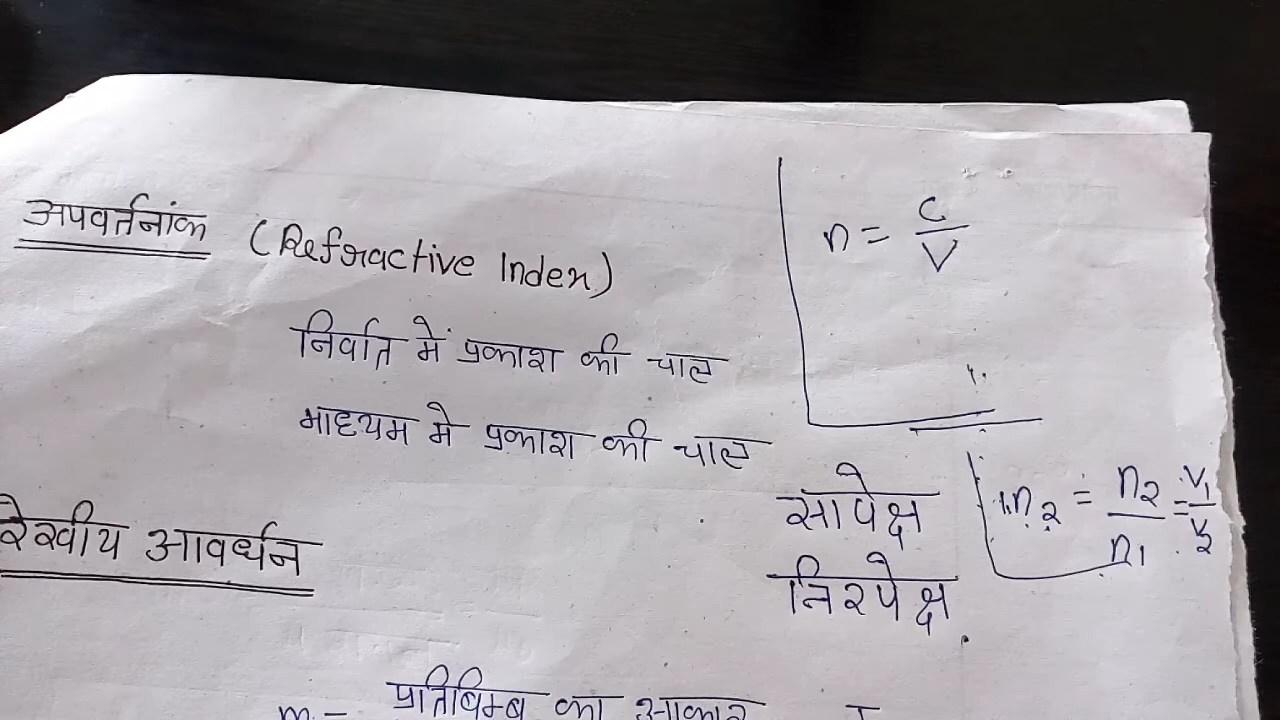 अपवर्तनांक (Refractive Index)
n = c/v
निर्वात में प्रकाश की चाल
माध्यम मे प्रकाश की चाल
सापेक्ष
1n2 = n2/n1 = v1/v2
निरपेक्ष
रेखीय आवर्धन
m = प्रतिबिम्ब का आकार